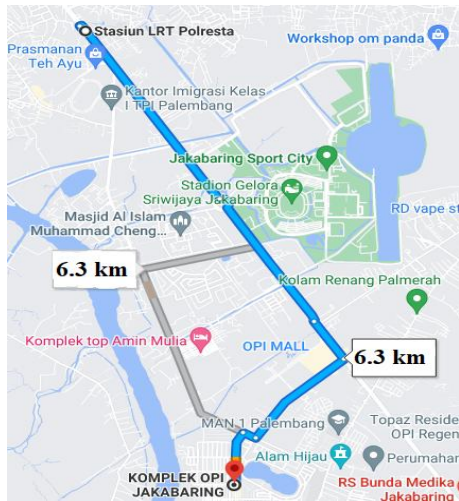 Stasiun LRT Polresta
Workshop om panda
Prasmanan
Teh Ayu
Kantor Imigrasi Kelas
I TPI Palembang
Jakabaring Sport City
Stadion Gelora
Sriwijaya Jakabaring
Masjid Al Islam
Muhammad Cheng...
RD vape st
6.3 km
Kolam Renang Palmerah
Komplek top Amin Mulia
OPI MALL
6.3 km
MAN 1 Palembang
Topaz Reside
OPI Regen
Alam Hijau
Perumahar
KOMPLEK OPI
JAKABARING
RS Bunda Medika
Jakabaring